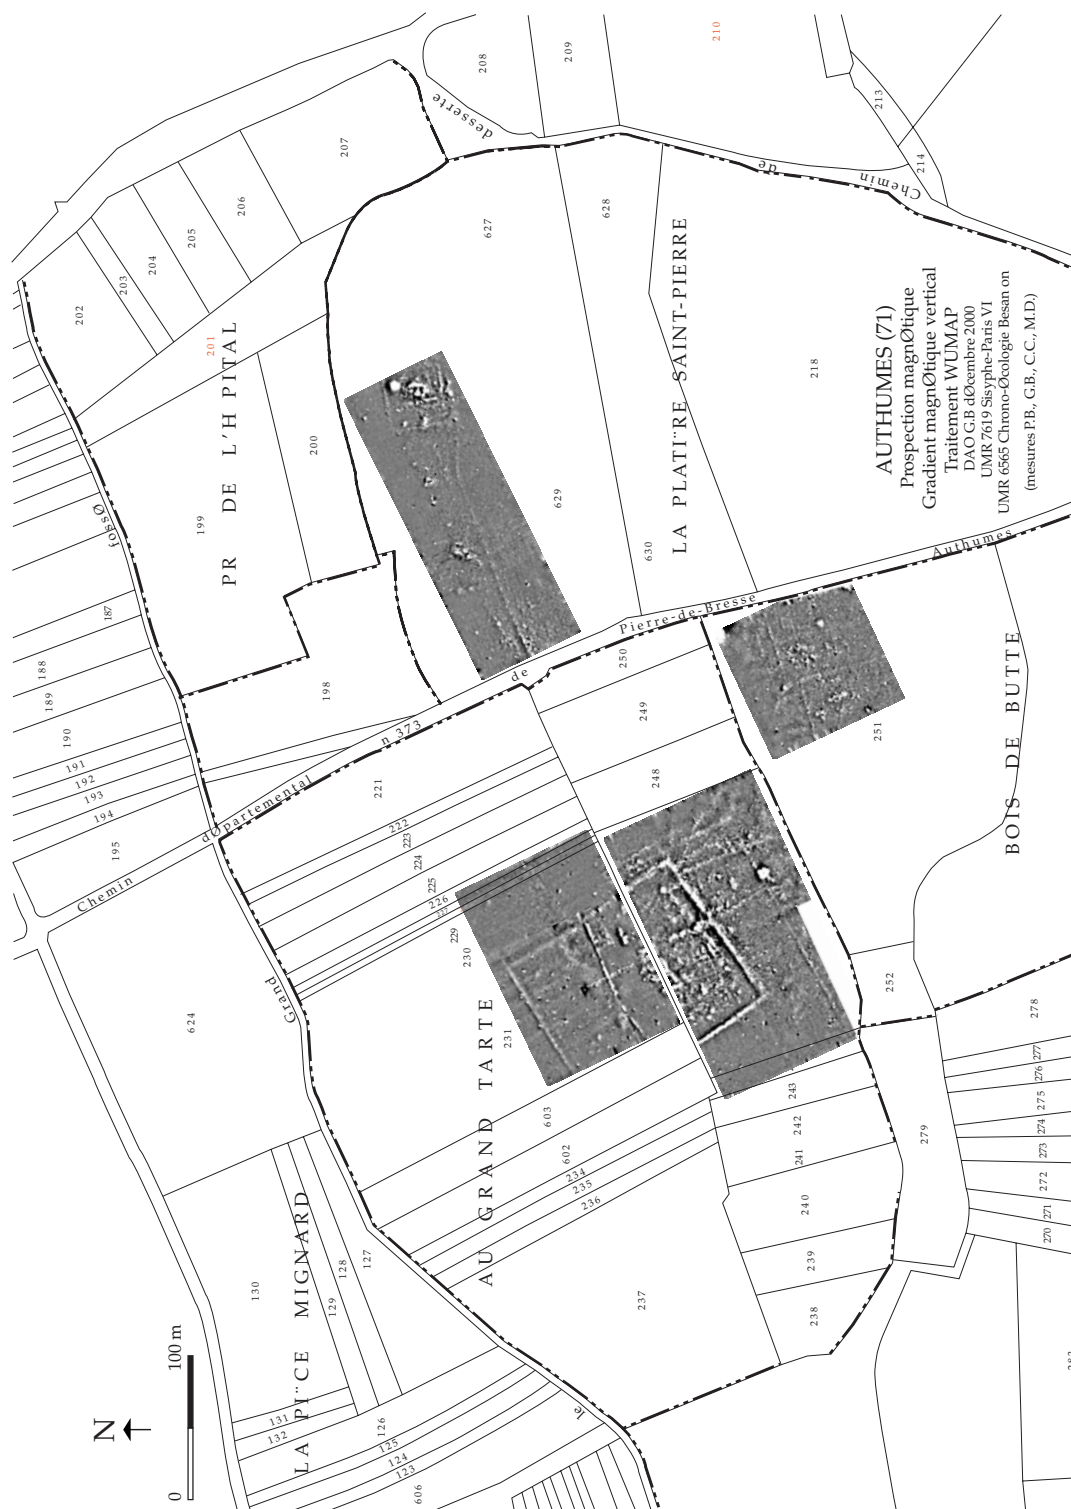 AUTHUMES (71)
Prospection magnØtique
Gradient magnØtique vertical
Traitement WUMAP
DAO G.B dØcembre 2000
UMR 7619 Sisyphe-Paris VI
UMR 6565 Chrono-Øcologie Besan on
(mesures P.B., G.B., C.C., M.D.)
N
0
100 m
LA PI¨CE MIGNARD
AU GRAND TARTE
PR DE L'H PITAL
LA PLATI¨RE SAINT-PIERRE
BOIS DE BUTTE
Grand
fossØ
le
Chemin
dØpartemental
n 373
de
Pierre-de-Bresse
Authumes
Chemin
de
desserte
606
123
124
125
126
132
131
130
129
128
127
624
195
194
193
192
191
190
189
188
187
198
199
200
201
202
203
204
205
206
207
208
209
210
213
214
218
627
628
629
630
221
222
223
224
225
226
227
229
230
231
603
602
234
235
236
237
238
239
240
241
242
243
248
249
250
251
252
270
271
272
273
274
275
276
277
278
279